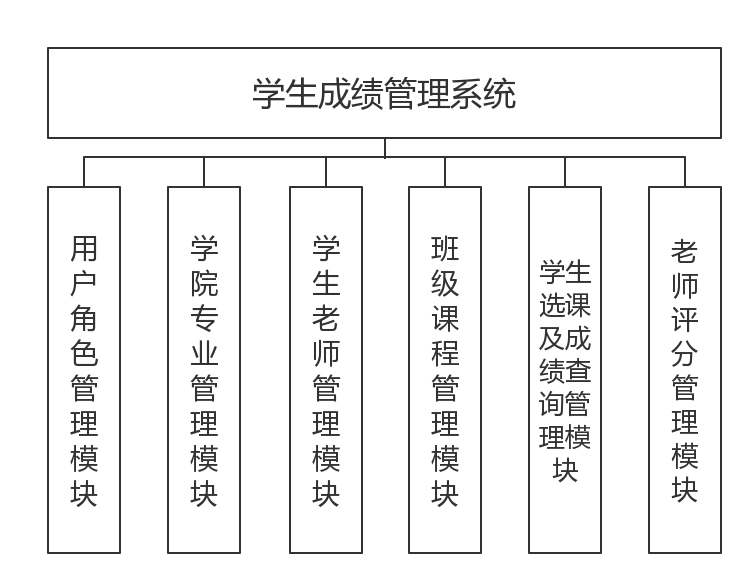 学生成绩管理系统
用户角色管理模块
学院专业管理模块
学生老师管理模块
班级课程管理模块
学生选课及成绩查询管理模块
老师评分管理模块